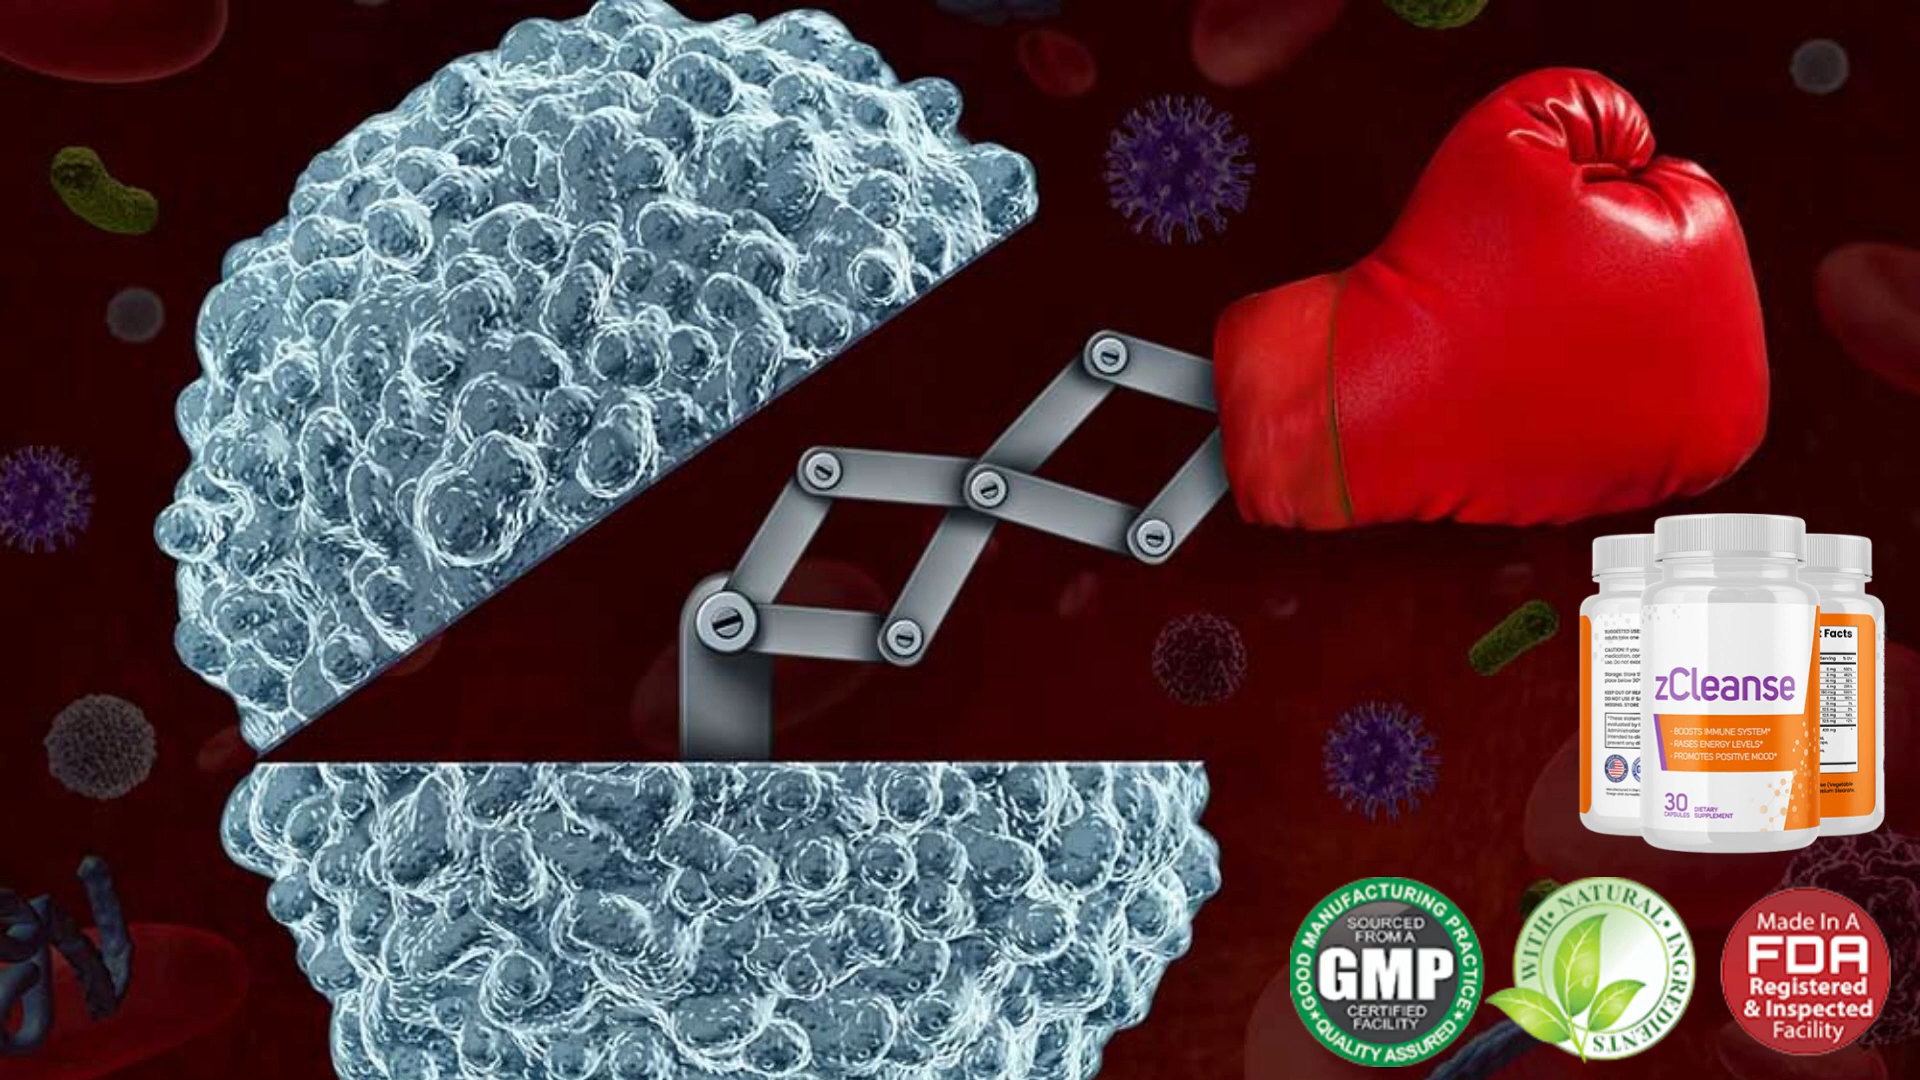 zCleanse
- BOOSTS IMMUNE SYSTEM*
- RAISES ENERGY LEVELS*
- PROMOTES POSITIVE MOOD*
30
CAPSULES
DIETARY
SUPPLEMENT
Facts
GOOD MANUFACTURING PRACTICE
SOURCED
FROM A
GMP
CERTIFIED
FACILITY
QUALITY ASSURED
WITH • NATURAL • INGREDIENTS
Made In A
FDA
Registered
& Inspected
Facility